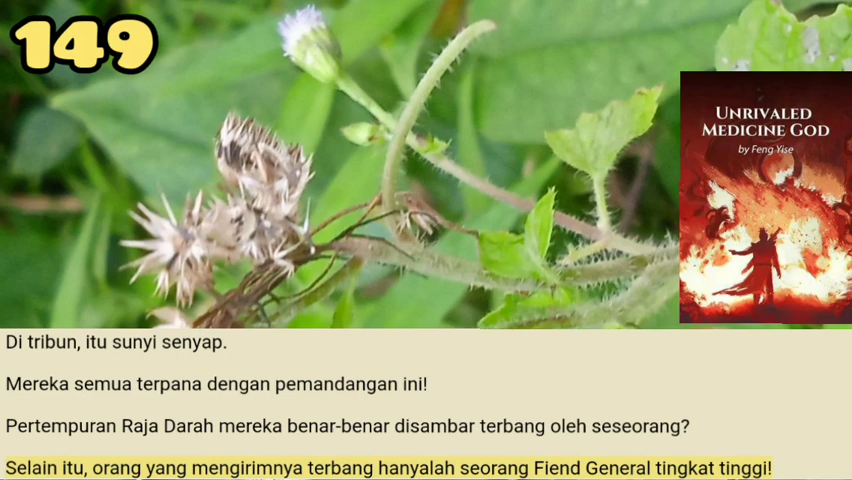 149
UNRIVALED
MEDICINE GOD
by Feng Yise
Di tribun, itu sunyi senyap.
Mereka semua terpana dengan pemandangan ini!
Pertempuran Raja Darah mereka benar-benar disambar terbang oleh seseorang?
Selain itu, orang yang mengirimnya terbang hanyalah seorang Fiend General tingkat tinggi!